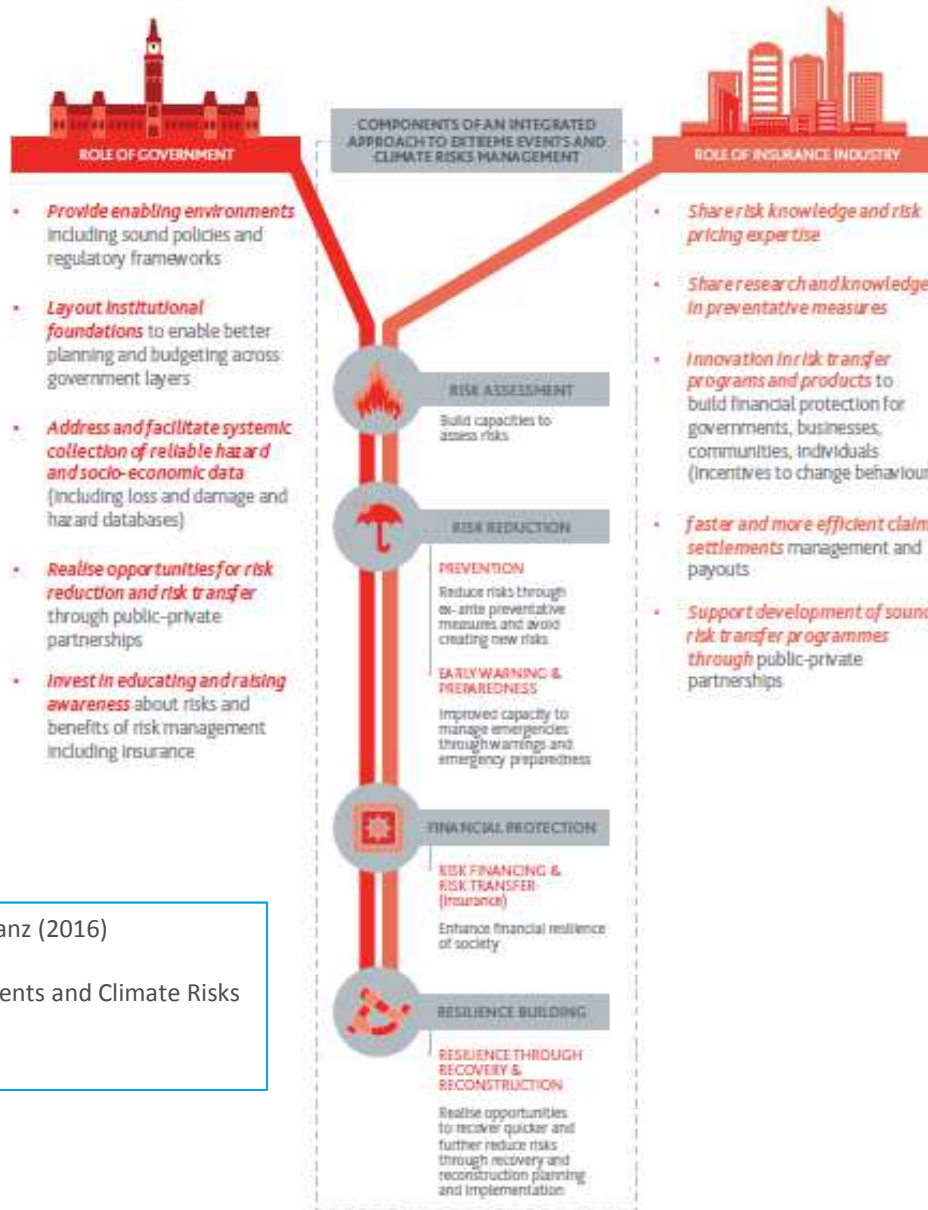 ROLE OF GOVERNMENT
• Provide enabling environments
including sound policies and
regulatory frameworks
• Layout institutional
foundations to enable better
planning and budgeting across
government layers
• Address and facilitate systemic
collection of reliable hazard
and socio-economic data
(including loss and damage and
hazard databases)
• Realise opportunities for risk
reduction and risk transfer
through public-private
partnerships
• Invest in educating and raising
awareness about risks and
benefits of risk management
including insurance
anz (2016)
ents and Climate Risks
COMPONENTS OF AN INTEGRATED
APPROACH TO EXTREME EVENTS AND
CLIMATE RISKS MANAGEMENT
RISK ASSESSMENT
Build capacities to
assess risks
RISK REDUCTION
PREVENTION
Reduce risks through
ex-ante preventative
measures and avoid
creating new risks
EARLY WARNING &
PREPAREDNESS
Improved capacity to
manage emergencies
through warnings and
emergency preparedness
FINANCIAL PROTECTION
RISK FINANCING &
RISK TRANSFER
(Insurance)
Enhance financial resilience
of society
RESILIENCE BUILDING
RESILIENCE THROUGH
RECOVERY &
RECONSTRUCTION
Realise opportunities
to recover quicker and
further reduce risks
through recovery and
reconstruction planning
and implementation
ROLE OF INSURANCE INDUSTRY
• Share risk knowledge and risk
pricing expertise
• Share research and knowledge
in preventative measures
• Innovation in risk transfer
programs and products to
build financial protection for
governments, businesses,
communities, individuals
(incentives to change behaviour
• faster and more efficient claim
settlements management and
payouts
• Support development of sound
risk transfer programmes
through public-private
partnerships